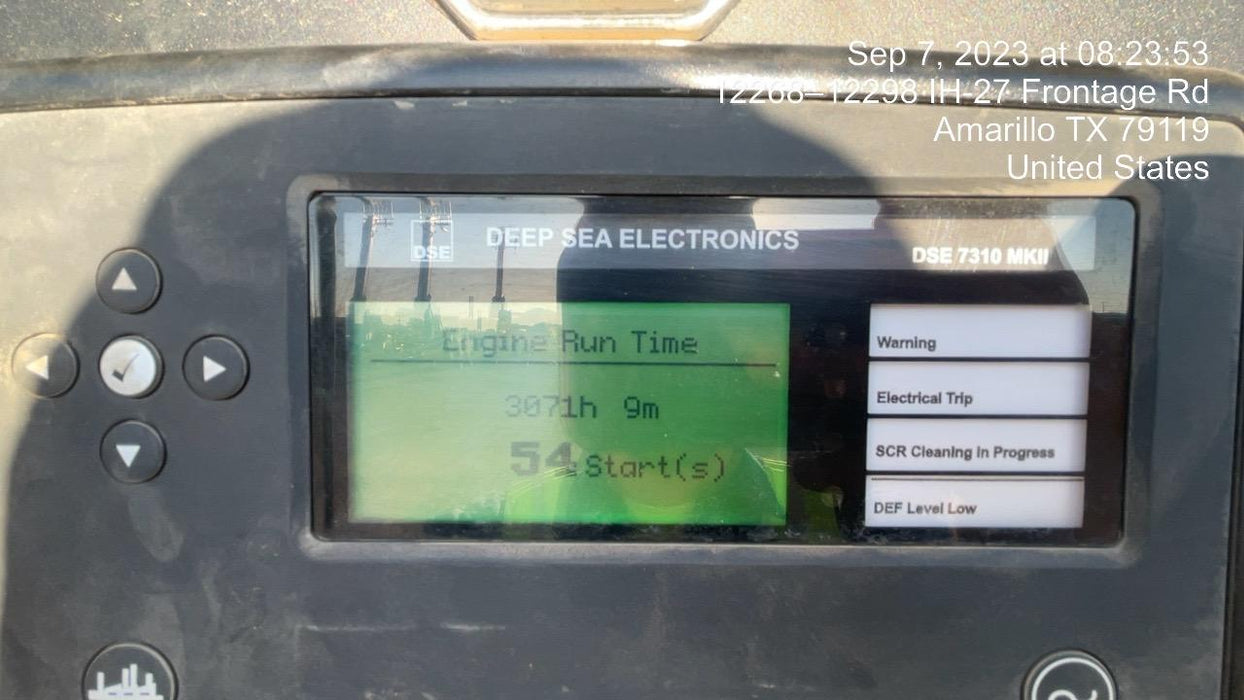 Sep 7, 2023 at 08:23:53
12268–12298 IH-27 Frontage Rd
Amarillo TX 79119
United States
DSE
DEEP SEA ELECTRONICS
DSE 7310 MKII
Engine Run Time
3071h 9m
Start(s)
Warning
Electrical Trip
SCR Cleaning in Progress
DEF Level Low